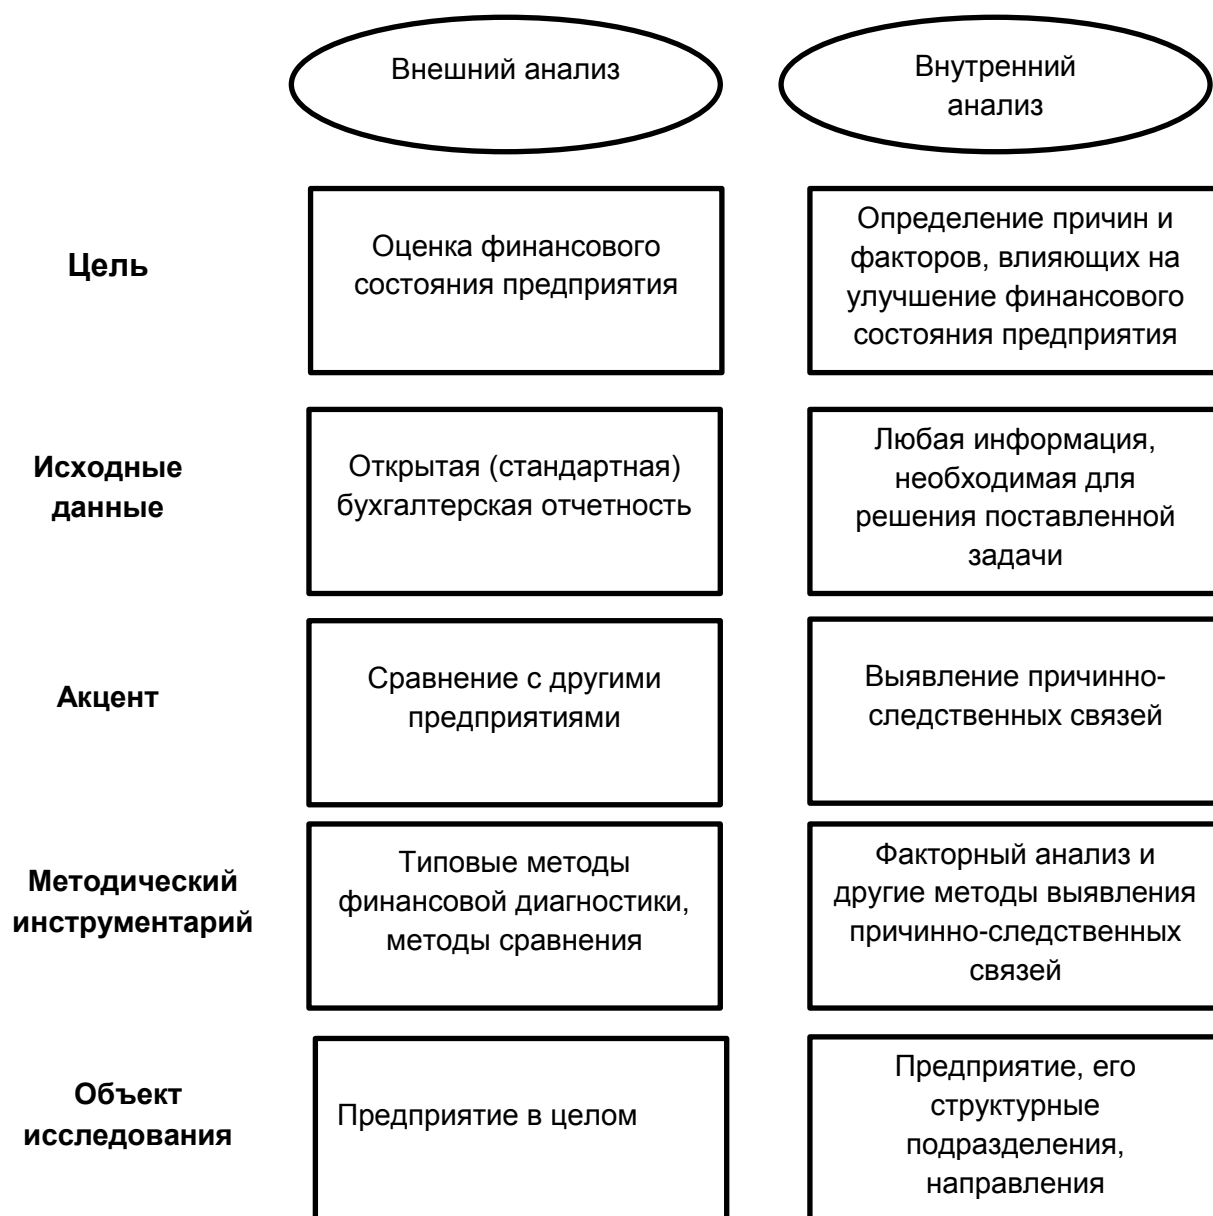 Внешний анализ
Внутренний
анализ
Цель
Оценка финансового
состояния предприятия
Определение причин и
факторов, влияющих на
улучшение финансового
состояния предприятия
Исходные
данные
Открытая (стандартная)
бухгалтерская отчетность
Любая информация,
необходимая для
решения поставленной
задачи
Акцент
Сравнение с другими
предприятиями
Выявление причинно-
следственных связей
Методический
инструментарий
Типовые методы
финансовой диагностики,
методы сравнения
Факторный анализ и
другие методы выявления
причинно-следственных
связей
Объект
исследования
Предприятие в целом
Предприятие, его
структурные
подразделения,
направления